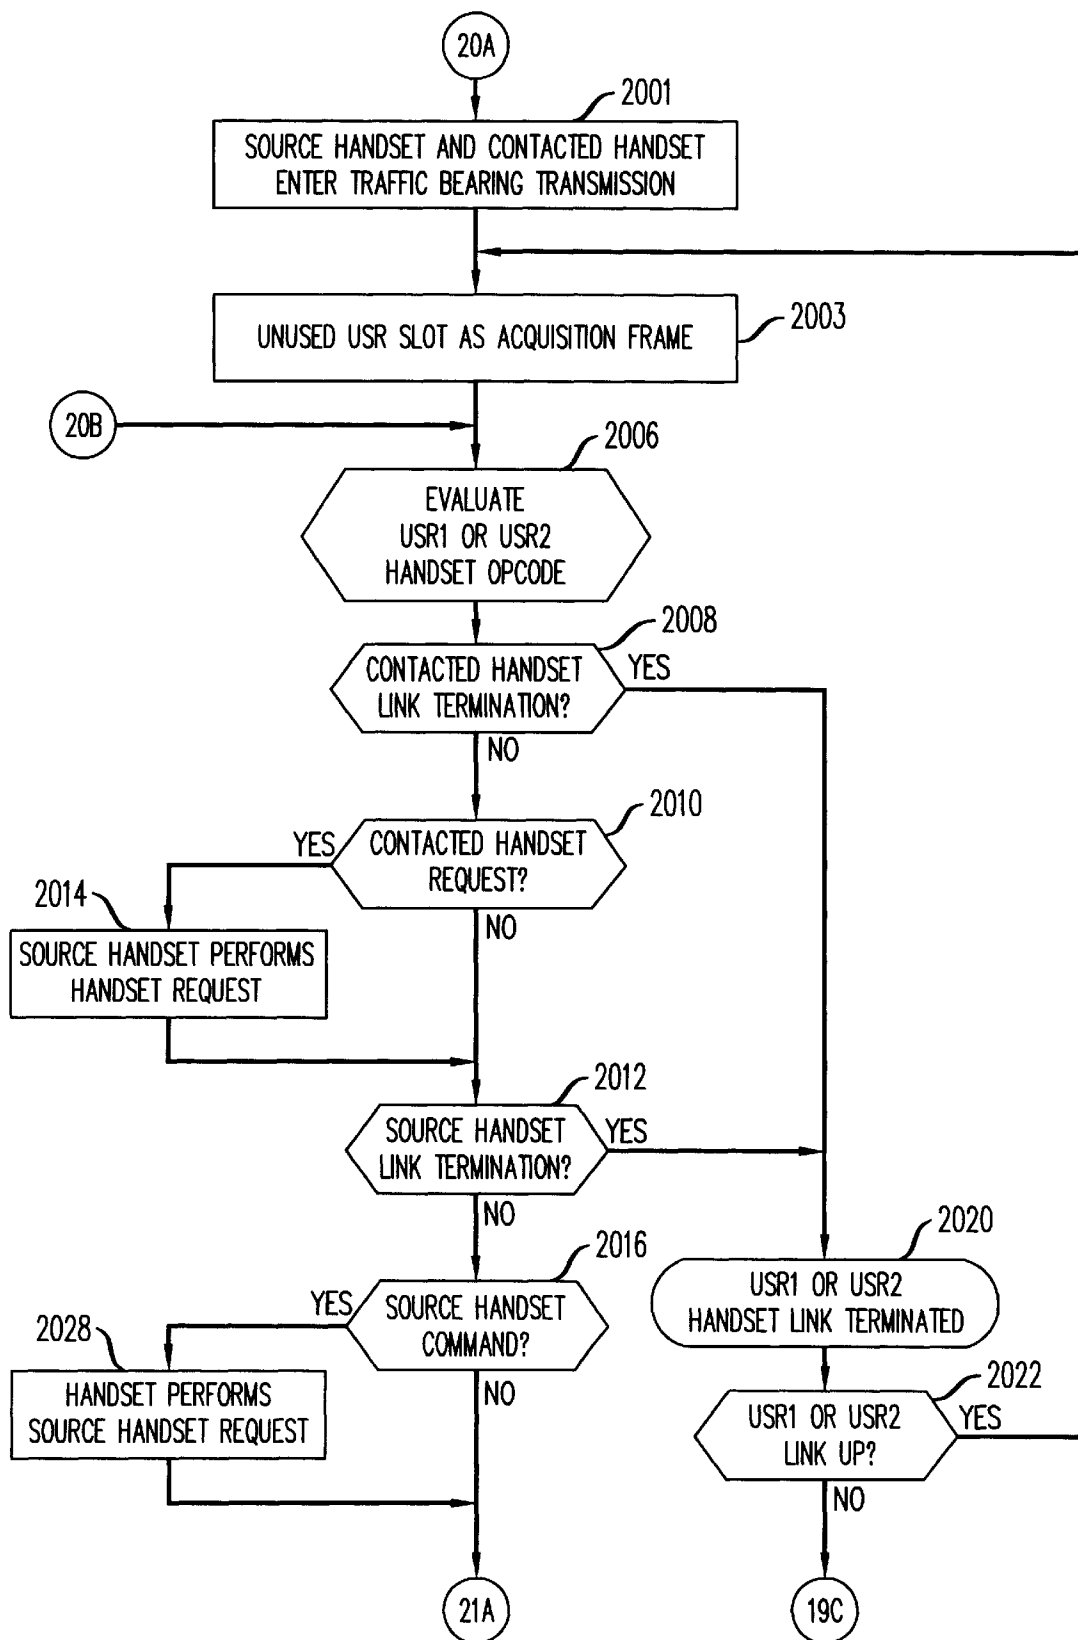 20A
2001
SOURCE HANDSET AND CONTACTED HANDSET
ENTER TRAFFIC BEARING TRANSMISSION
2003
UNUSED USR SLOT AS ACQUISITION FRAME
20B
2006
EVALUATE
USR1 OR USR2
HANDSET OPCODE
2008
CONTACTED HANDSET
LINK TERMINATION?
YES
NO
2010
CONTACTED HANDSET
REQUEST?
YES
NO
2014
SOURCE HANDSET PERFORMS
HANDSET REQUEST
2012
SOURCE HANDSET
LINK TERMINATION?
YES
NO
2016
SOURCE HANDSET
COMMAND?
YES
NO
2028
HANDSET PERFORMS
SOURCE HANDSET REQUEST
2020
USR1 OR USR2
HANDSET LINK TERMINATED
2022
USR1 OR USR2
LINK UP?
YES
NO
21A
19C